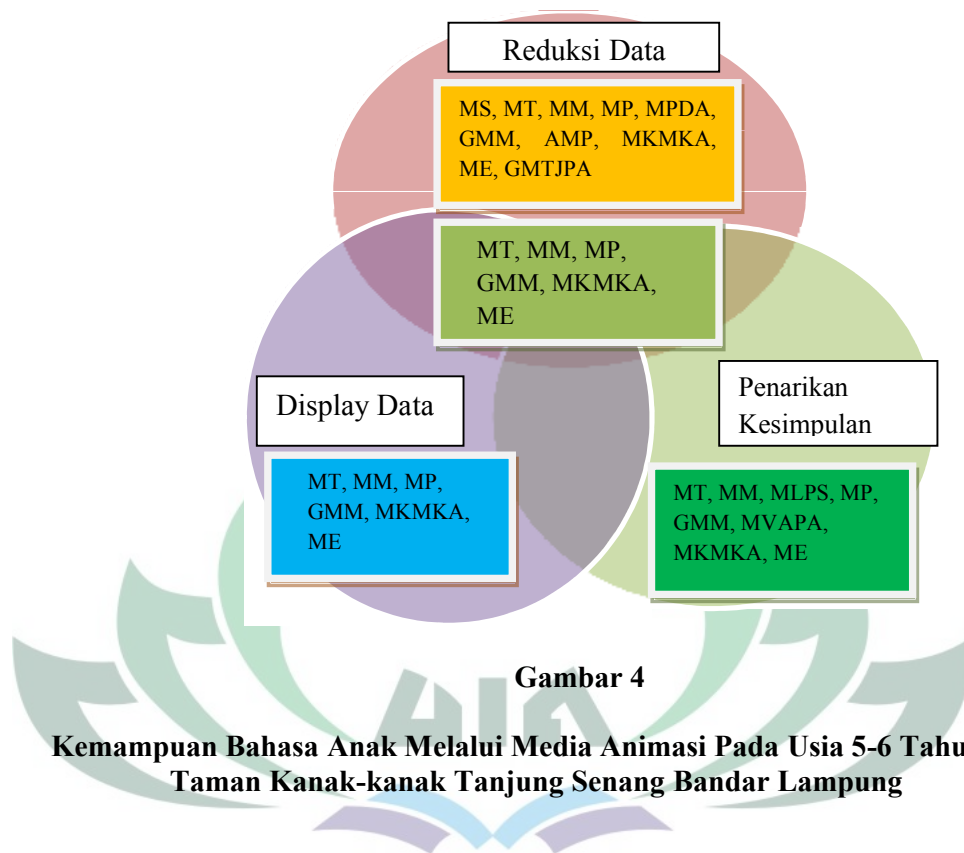 Reduksi Data
MS, MT, MM, MP, MPDA,
GMM, AMP, MKMKA,
ME, GMTJPA
MT, MM, MP,
GMM, MKMKA,
ME
Display Data
MT, MM, MP,
GMM, MKMKA,
ME
Penarikan
Kesimpulan
MT, MM, MLPS, MP,
GMM, MVAPA,
MKMKA, ME
Gambar 4
Kemampuan Bahasa Anak Melalui Media Animasi Pada Usia 5-6 Tahu
Taman Kanak-kanak Tanjung Senang Bandar Lampung